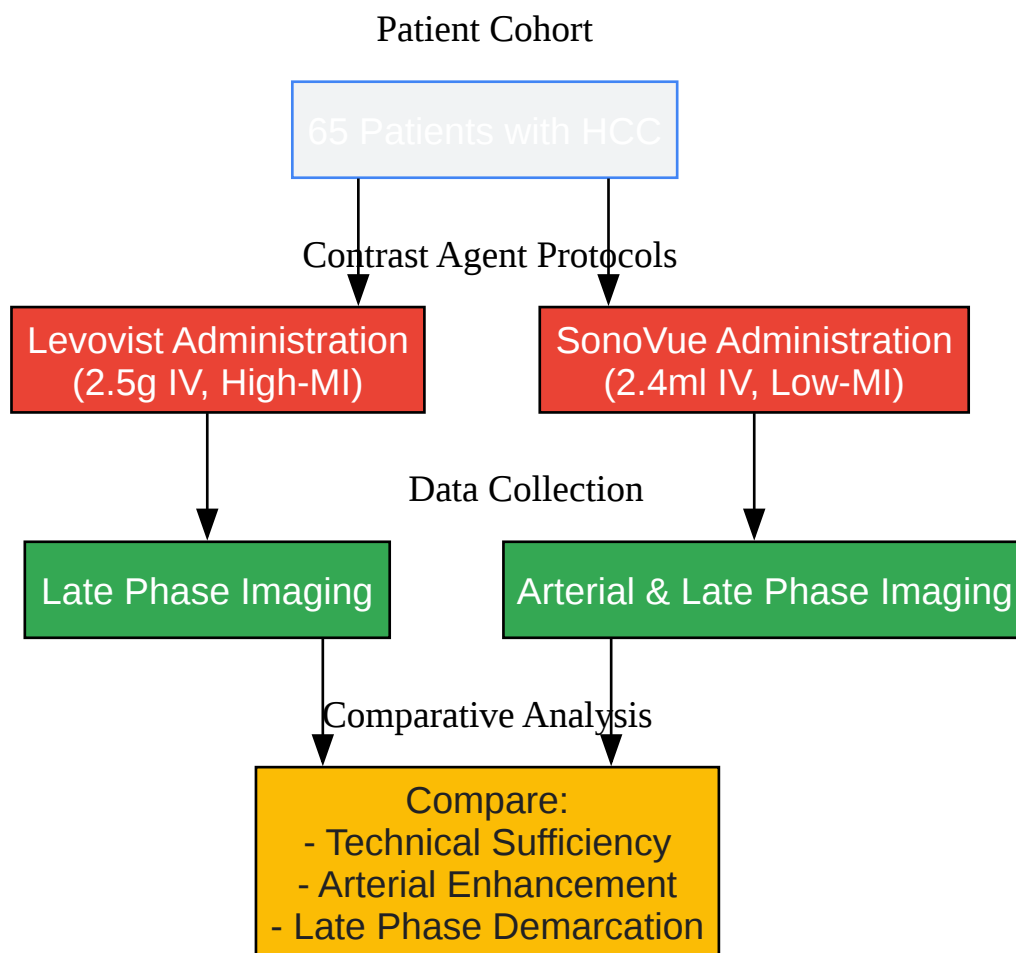 Patient Cohort
65 Patients with HCC
Contrast Agent Protocols
Levovist Administration
(2.5g IV, High-MI)
SonoVue Administration
(2.4ml IV, Low-MI)
Data Collection
Late Phase Imaging
Arterial & Late Phase Imaging
Comparative Analysis
Compare:
- Technical Sufficiency
- Arterial Enhancement
- Late Phase Demarcation